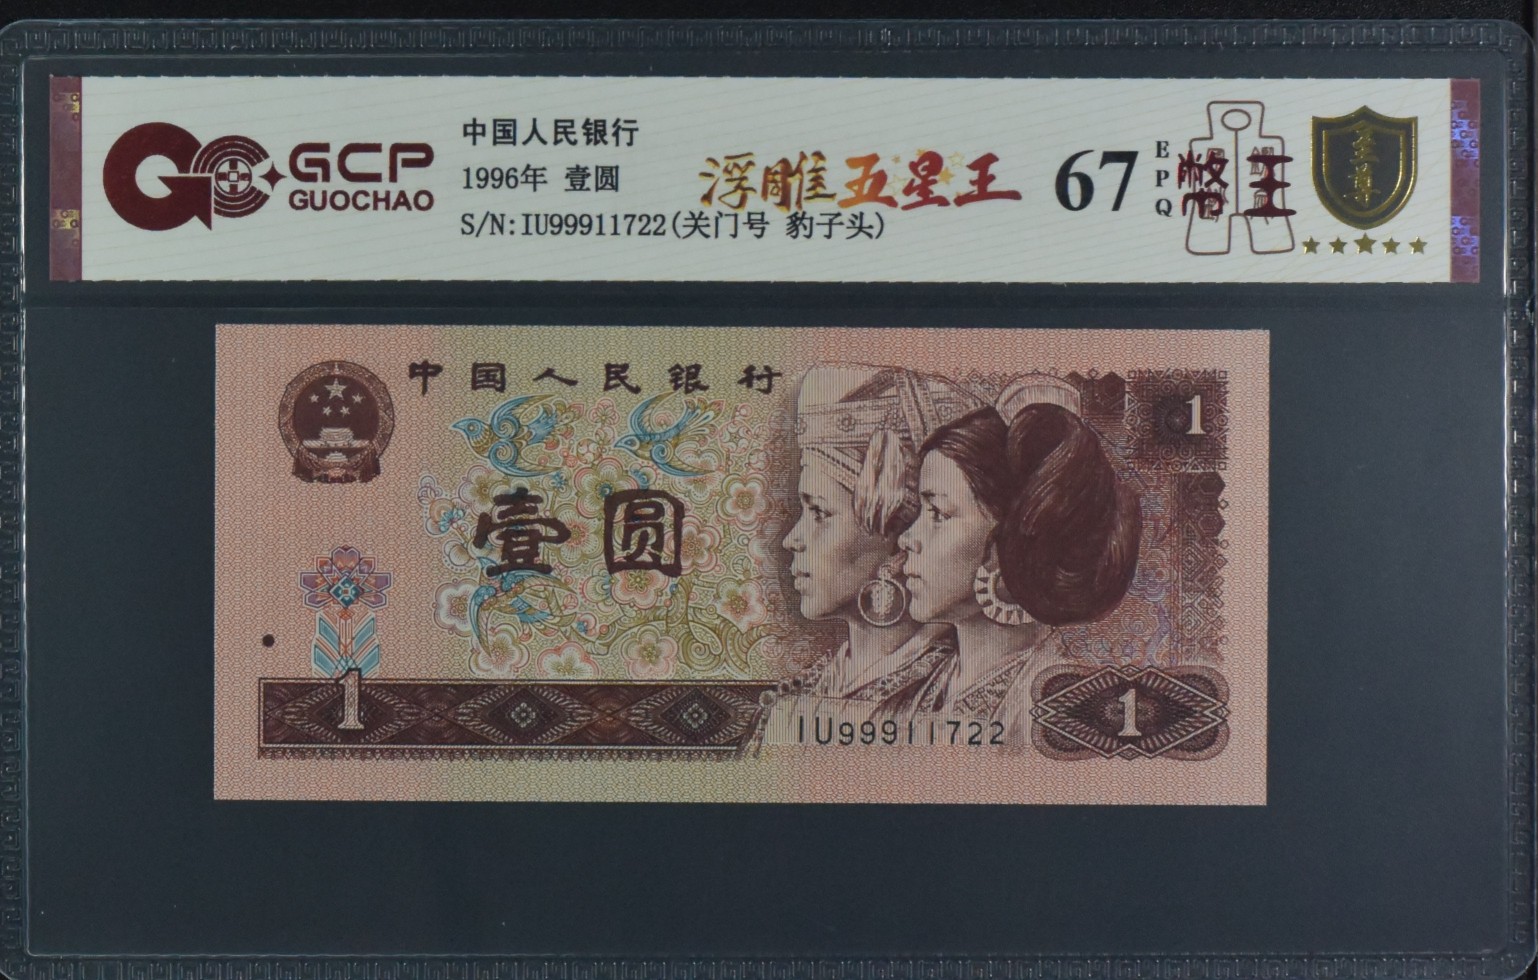 GCP
GUOCHAO
中国人民银行
1996年 壹圆
S/N:IU99911722(关门号 豹子头)
浮雕五星王
67
EPQ
至尊
中国人民银行
1
壹圆
1
IU99911722
1